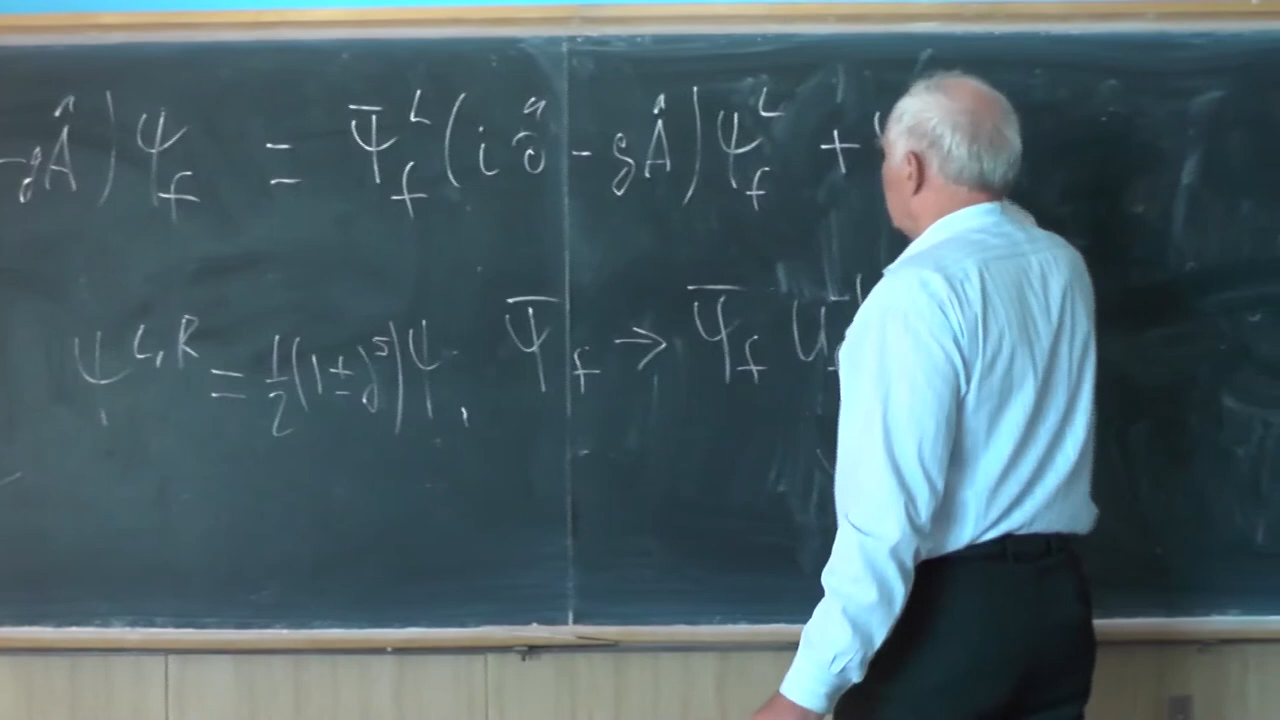 -gÂ)ψ_f = ψ̄_f^L(i∂̂ - gÂ)ψ_f^L +
ψ^{L,R} = 1/2(1±γ^5)ψ, ψ̄_f → ψ̄_f U